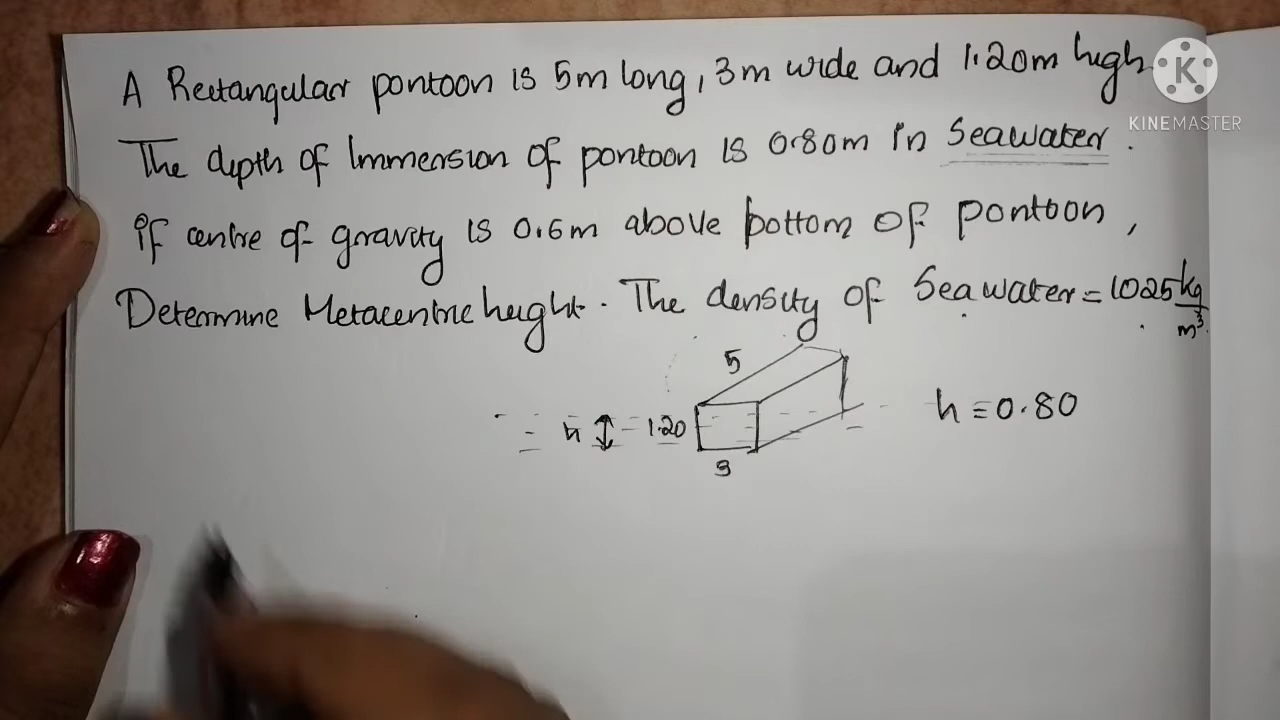 A Rectangular pontoon is 5m long, 3m wide and 1.20m high.
The depth of Immersion of pontoon is 0.80m in Seawater.
if centre of gravity is 0.6m above bottom of pontoon,
Determine Metacentric height. The density of Seawater = 1025 kg/m³.
5
h = 0.80
h
1.20
3
K
KINEMASTER